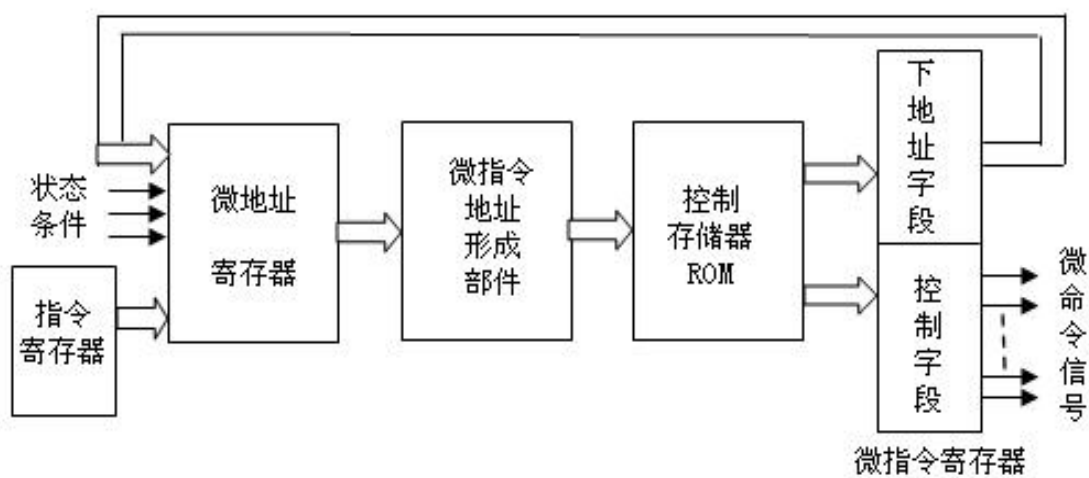 状态
条件
指令
寄存器
微地址
寄存器
微指令
地址
形成
部件
控制
存储器
ROM
下地址字段
控制字段
微命令信号
微指令寄存器